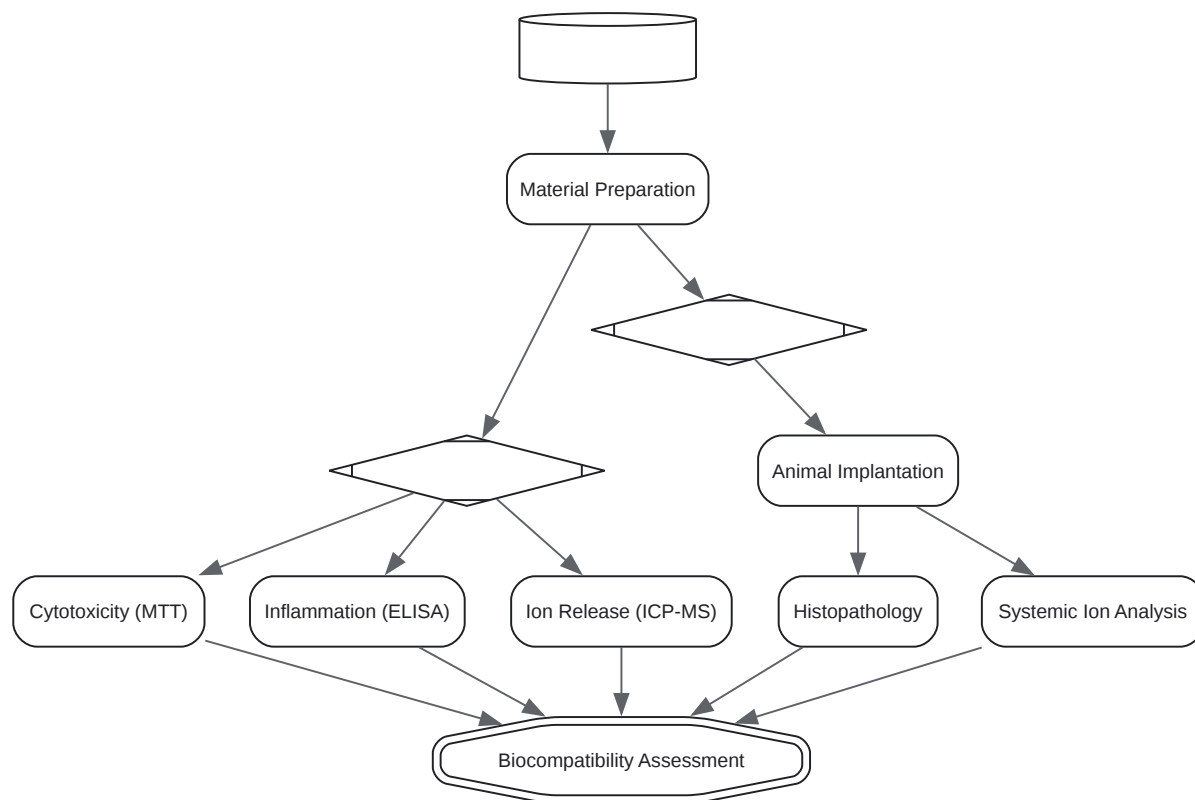 Material Preparation
Animal Implantation
Cytotoxicity (MTT)
Inflammation (ELISA)
Ion Release (ICP-MS)
Histopathology
Systemic Ion Analysis
Biocompatibility Assessment